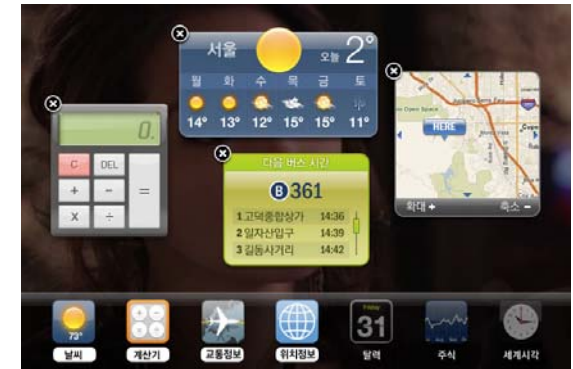 서울
오늘 2°
월 화 수 목 금 토
14° 13° 12° 15° 15° 11°
0.
C DEL
+ - =
X ÷
다음 버스 시간
B 361
1 고덕종합상가 14:36
2 일자산입구 14:39
3 길동사거리 14:42
Open Space
HERE
확대 + 축소 -
73°
날씨
계산기
교통정보
위치정보
Friday
31
달력
주식
세계시각